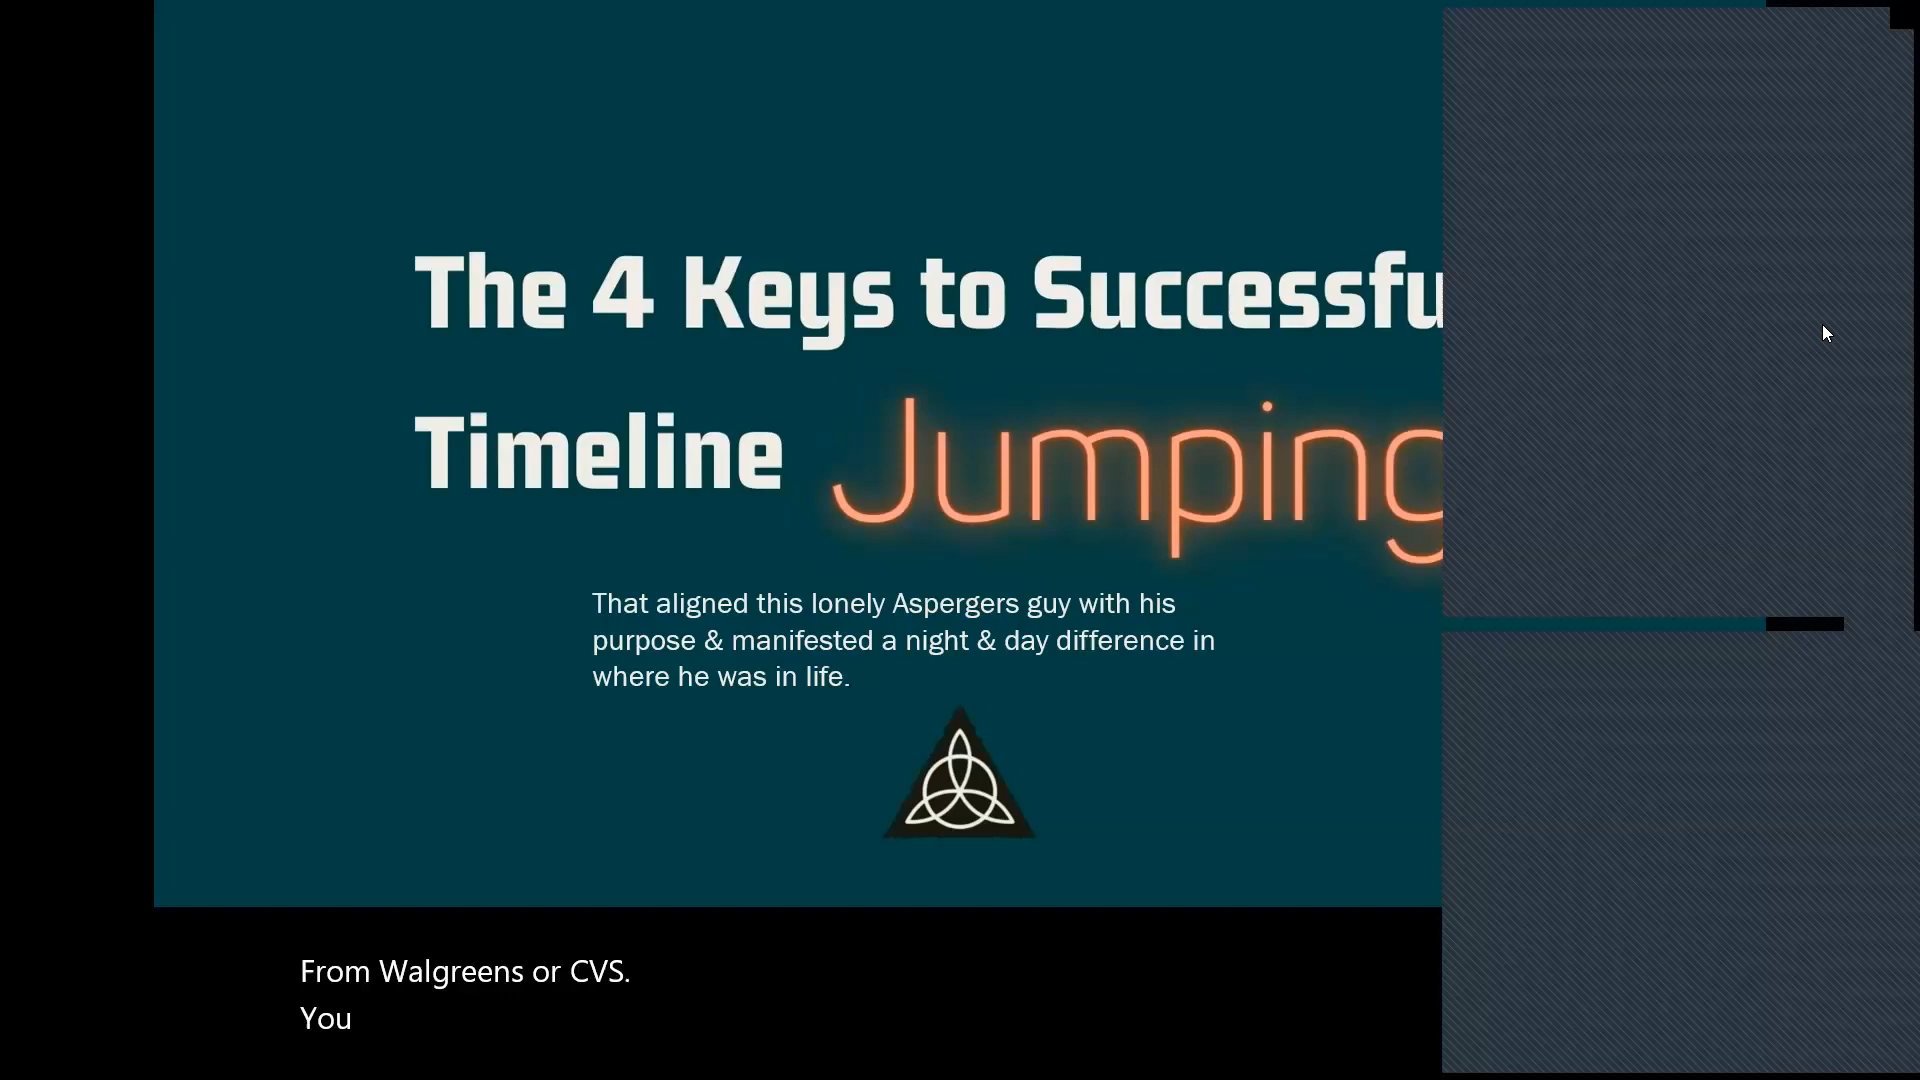 The 4 Keys to Successfu
Timeline Jumping
That aligned this lonely Aspergers guy with his
purpose & manifested a night & day difference in
where he was in life.
From Walgreens or CVS.
You